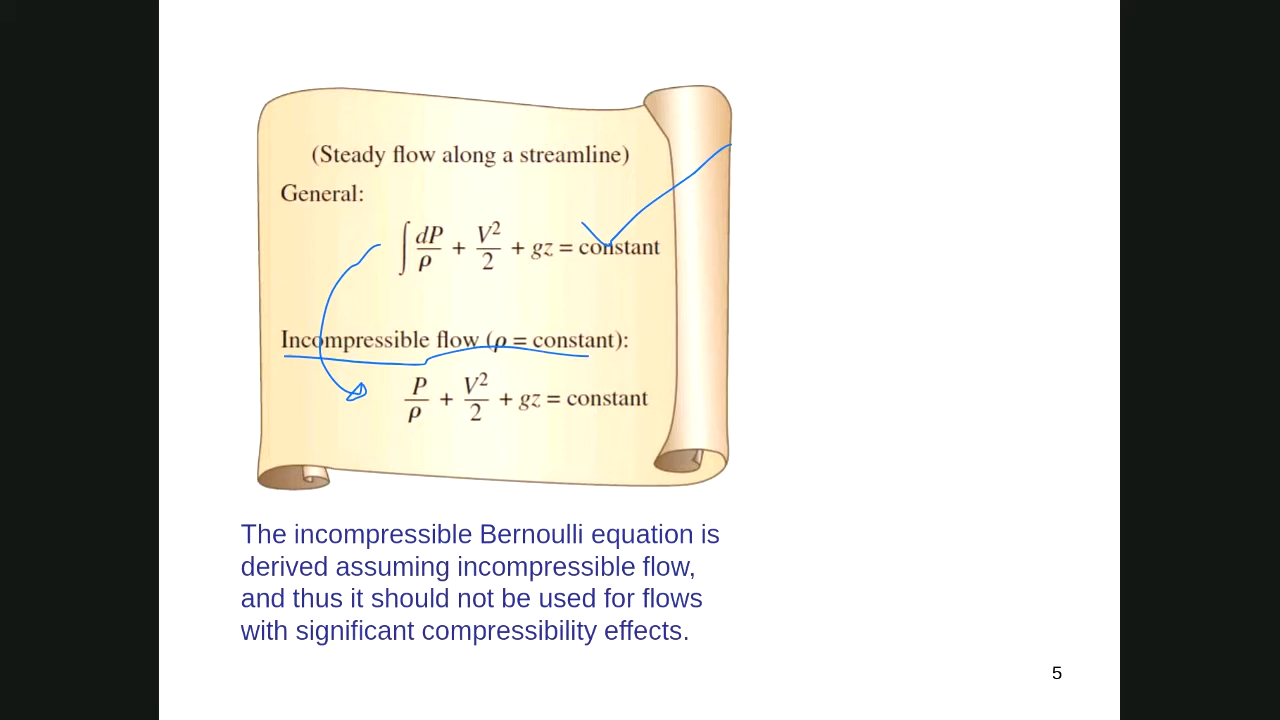 (Steady flow along a streamline)
General:
∫ dP/ρ + V²/2 + gz = constant
Incompressible flow (ρ = constant):
P/ρ + V²/2 + gz = constant
The incompressible Bernoulli equation is
derived assuming incompressible flow,
and thus it should not be used for flows
with significant compressibility effects.
5